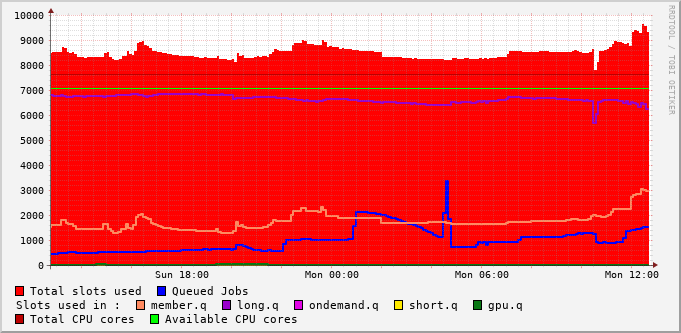 10000
9000
8000
7000
6000
5000
4000
3000
2000
1000
0
Sun 18:00 Mon 00:00 Mon 06:00 Mon 12:00
Total slots used Queued Jobs
Slots used in : member.q long.q ondemand.q short.q gpu.q
Total CPU cores Available CPU cores
RRDTOOL / TOBI OETIKER